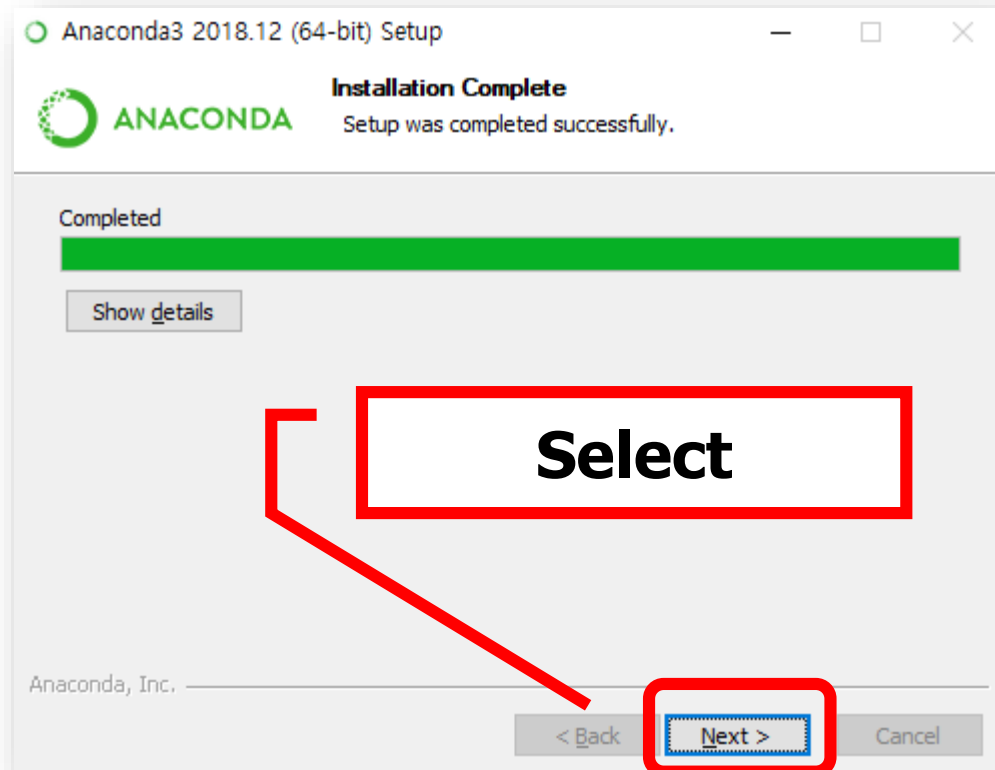 Anaconda3 2018.12 (64-bit) Setup
ANACONDA
Installation Complete
Setup was completed successfully.
Completed
Show details
Select
Anaconda, Inc.
< Back
Next >
Cancel